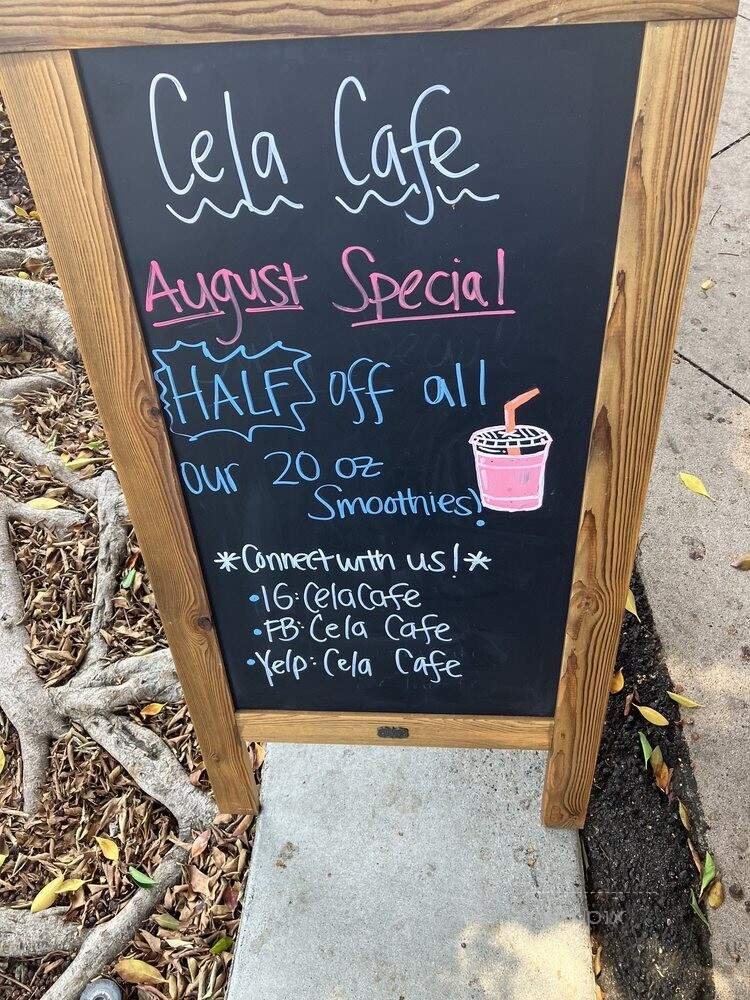 Cela Cafe
August Special
HALF off all
our 20 oz
Smoothies!
*Connect with us!*
•IG: CelaCafe
•FB: Cela Cafe
•Yelp: Cela Cafe